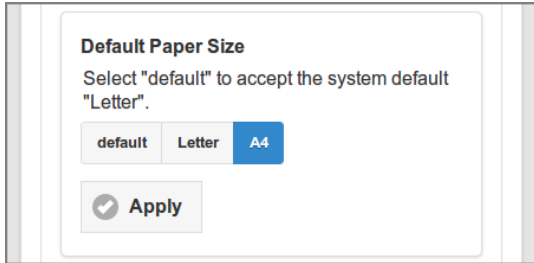 Default Paper Size
Select "default" to accept the system default
"Letter".
default Letter A4
Apply